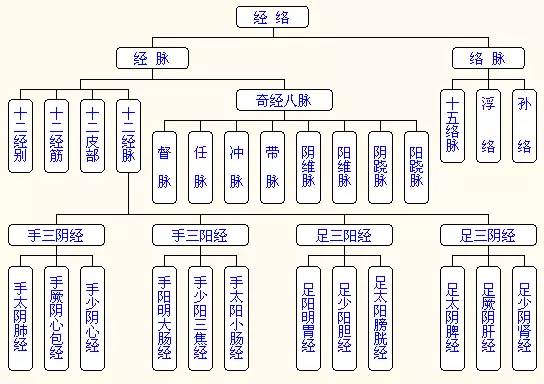 经 络
经 脉
络 脉
十二经别
十二经筋
十二皮部
十二经脉
奇经八脉
十五络脉
浮 络
孙 络
督 脉
任 脉
冲 脉
带 脉
阴维脉
阳维脉
阴跷脉
阳跷脉
手三阴经
手三阳经
足三阳经
足三阴经
手太阴肺经
手厥阴心包经
手少阴心经
手阳明大肠经
手少阳三焦经
手太阳小肠经
足阳明胃经
足少阳胆经
足太阳膀胱经
足太阴脾经
足厥阴肝经
足少阴肾经